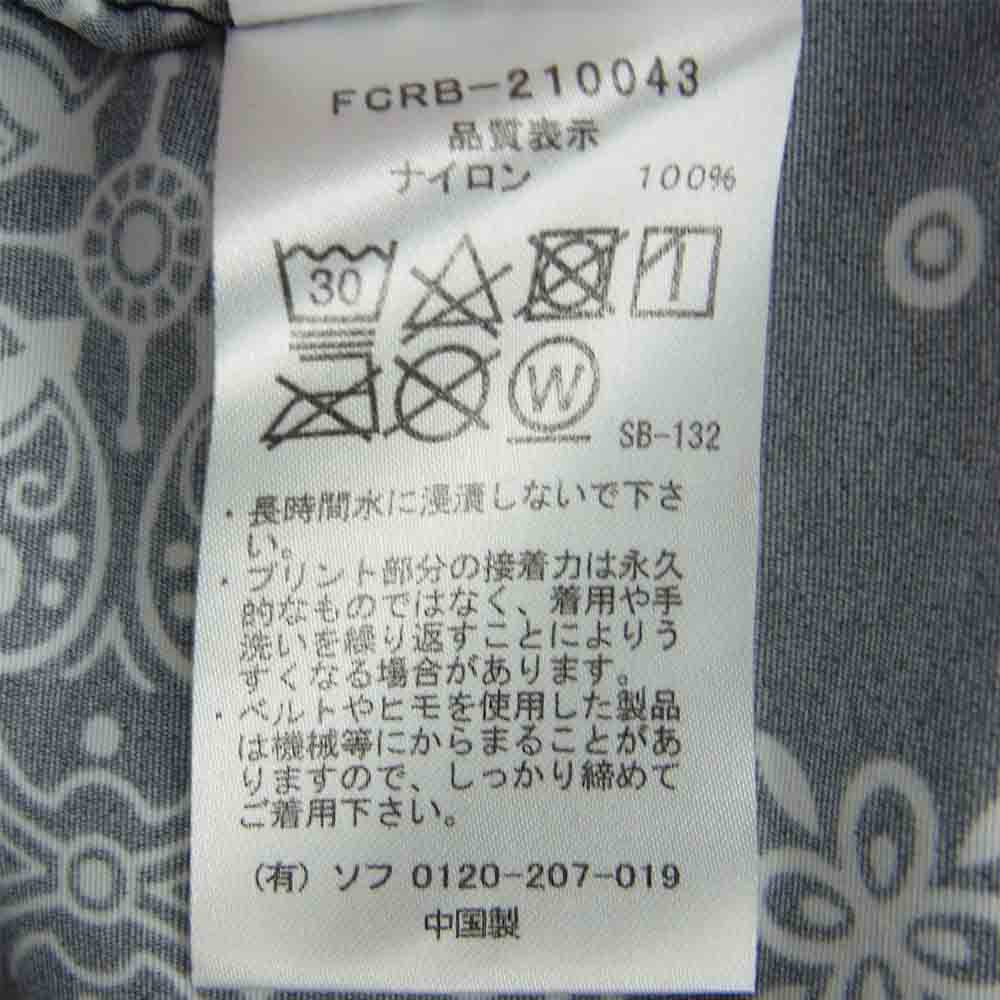 FCRB-210043
品質表示
ナイロン 100%
30
W
SB-132
・長時間水に浸漬しないで下さ
い。
・プリント部分の接着力は永久
的なものではなく、着用や手
洗いを繰り返すことによりう
すくなる場合があります。
・ベルトやヒモを使用した製品
は機械等にからまることがあ
りますので、しっかり締めて
ご着用下さい。
(有) ソフ 0120-207-019
中国製